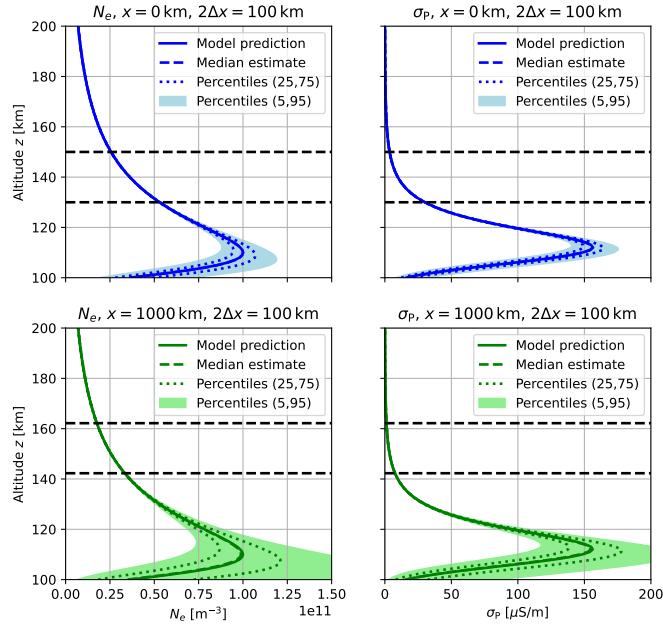 Nₑ, x = 0 km, 2Δx = 100 km
200
180
160
140
120
100
Altitude z [km]
Model prediction
Median estimate
Percentiles (25,75)
Percentiles (5,95)
σ_P, x = 0 km, 2Δx = 100 km
Model prediction
Median estimate
Percentiles (25,75)
Percentiles (5,95)
Nₑ, x = 1000 km, 2Δx = 100 km
200
180
160
140
120
100
Altitude z [km]
Model prediction
Median estimate
Percentiles (25,75)
Percentiles (5,95)
0.00 0.25 0.50 0.75 1.00 1.25 1.50
1e11
Nₑ [m⁻³]
σ_P, x = 1000 km, 2Δx = 100 km
Model prediction
Median estimate
Percentiles (25,75)
Percentiles (5,95)
0 50 100 150 200
σ_P [μS/m]